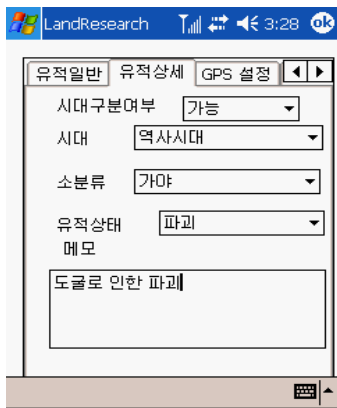 LandResearch 3:28 ok
유적일반 유적상세 GPS 설정
시대구분여부 가능
시대 역사시대
소분류 가야
유적상태 파괴
메모
도굴로 인한 파괴